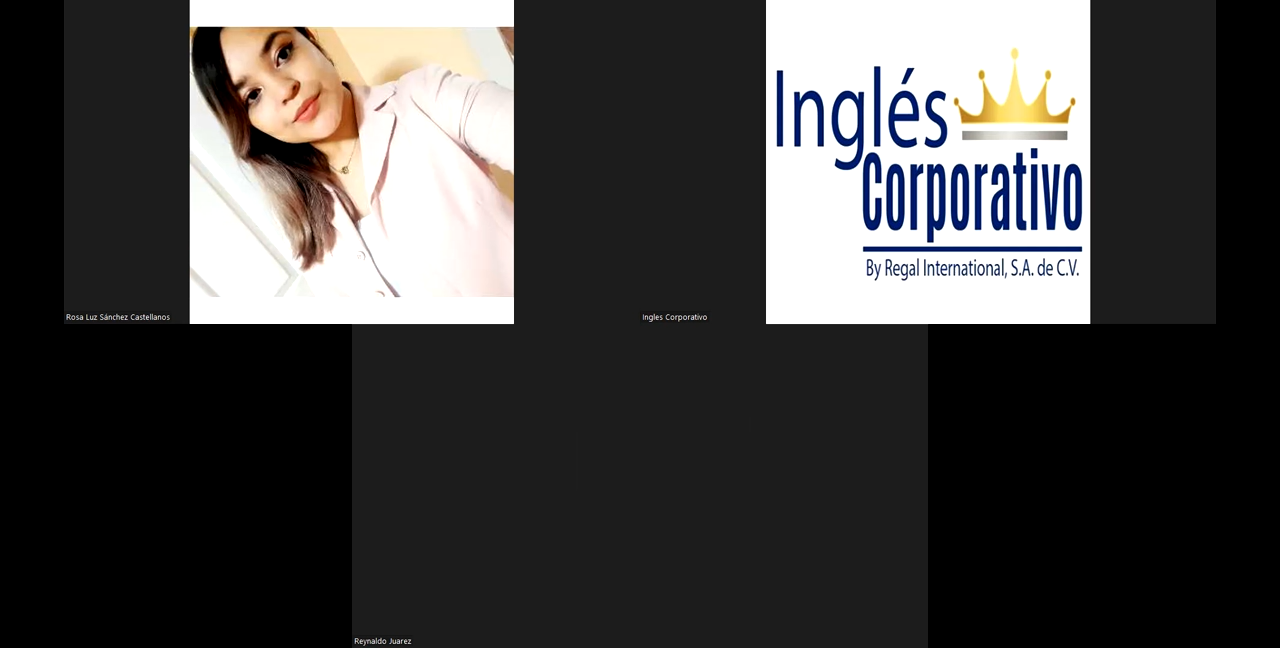 Inglés
Corporativo
By Regal International, S.A. de C.V.
Rosa Luz Sánchez Castellanos
Ingles Corporativo
Reynaldo Juarez